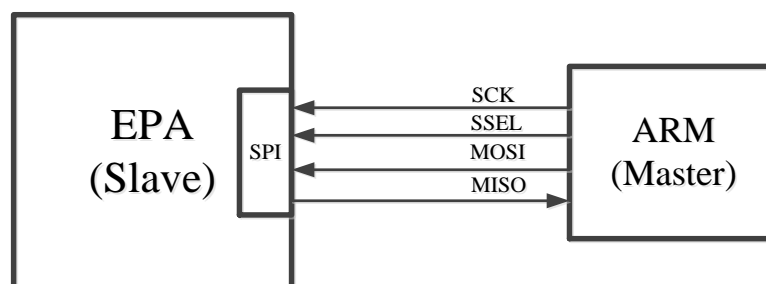 EPA
(Slave)
SPI
SCK
SSEL
MOSI
MISO
ARM
(Master)